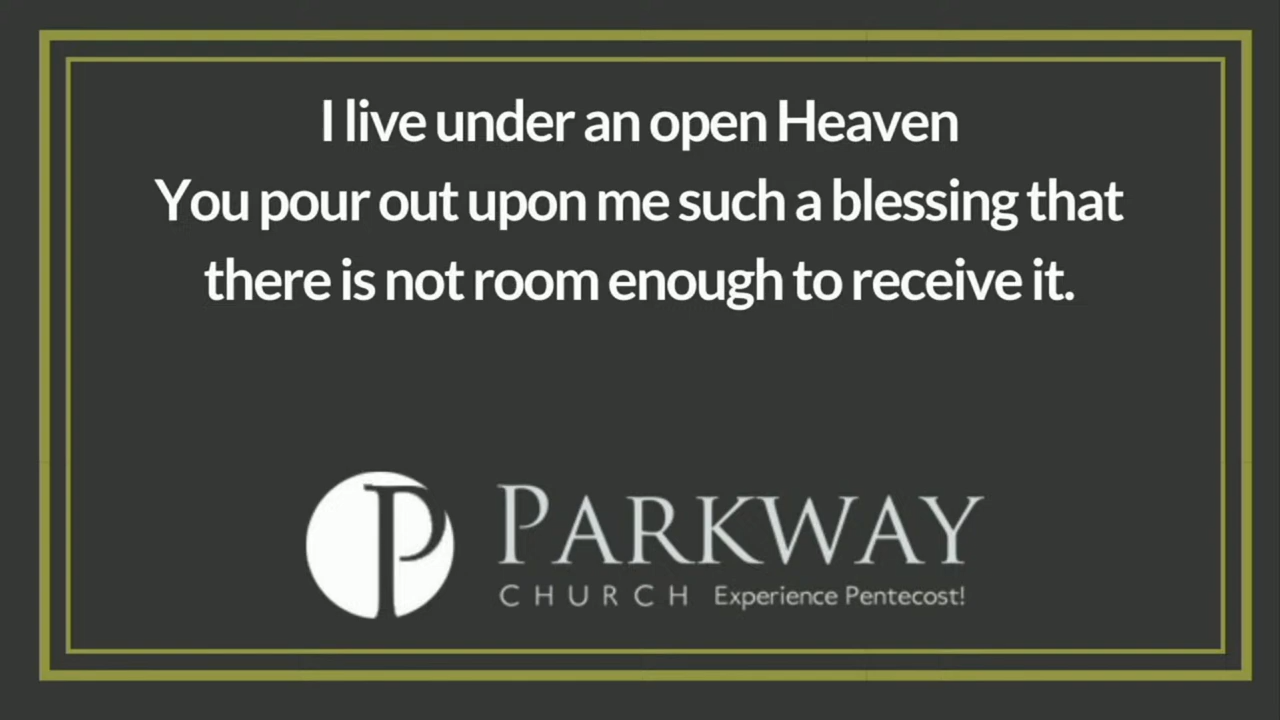 I live under an open Heaven
You pour out upon me such a blessing that
there is not room enough to receive it.
P PARKWAY
CHURCH Experience Pentecost!